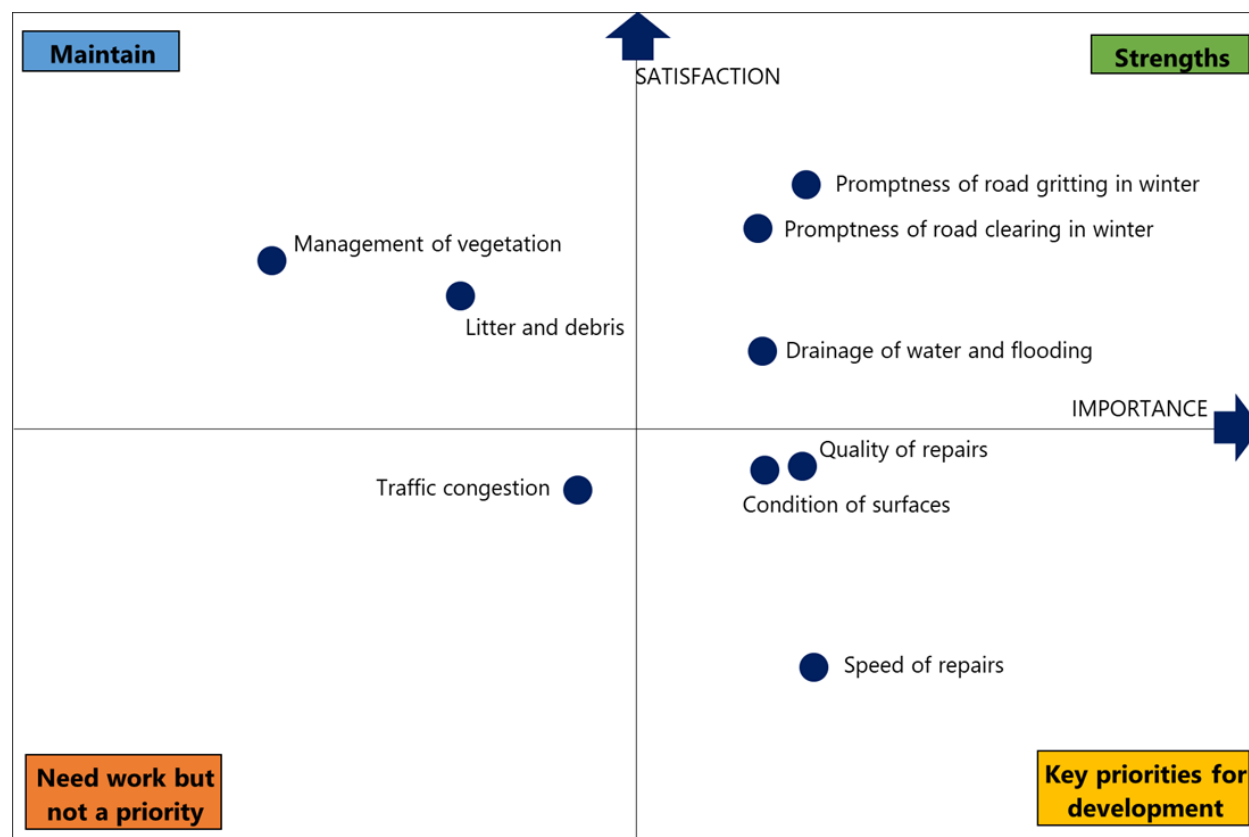 Maintain
Strengths
SATISFACTION
Promptness of road gritting in winter
Promptness of road clearing in winter
Management of vegetation
Litter and debris
Drainage of water and flooding
IMPORTANCE
Quality of repairs
Traffic congestion
Condition of surfaces
Speed of repairs
Need work but
not a priority
Key priorities for
development